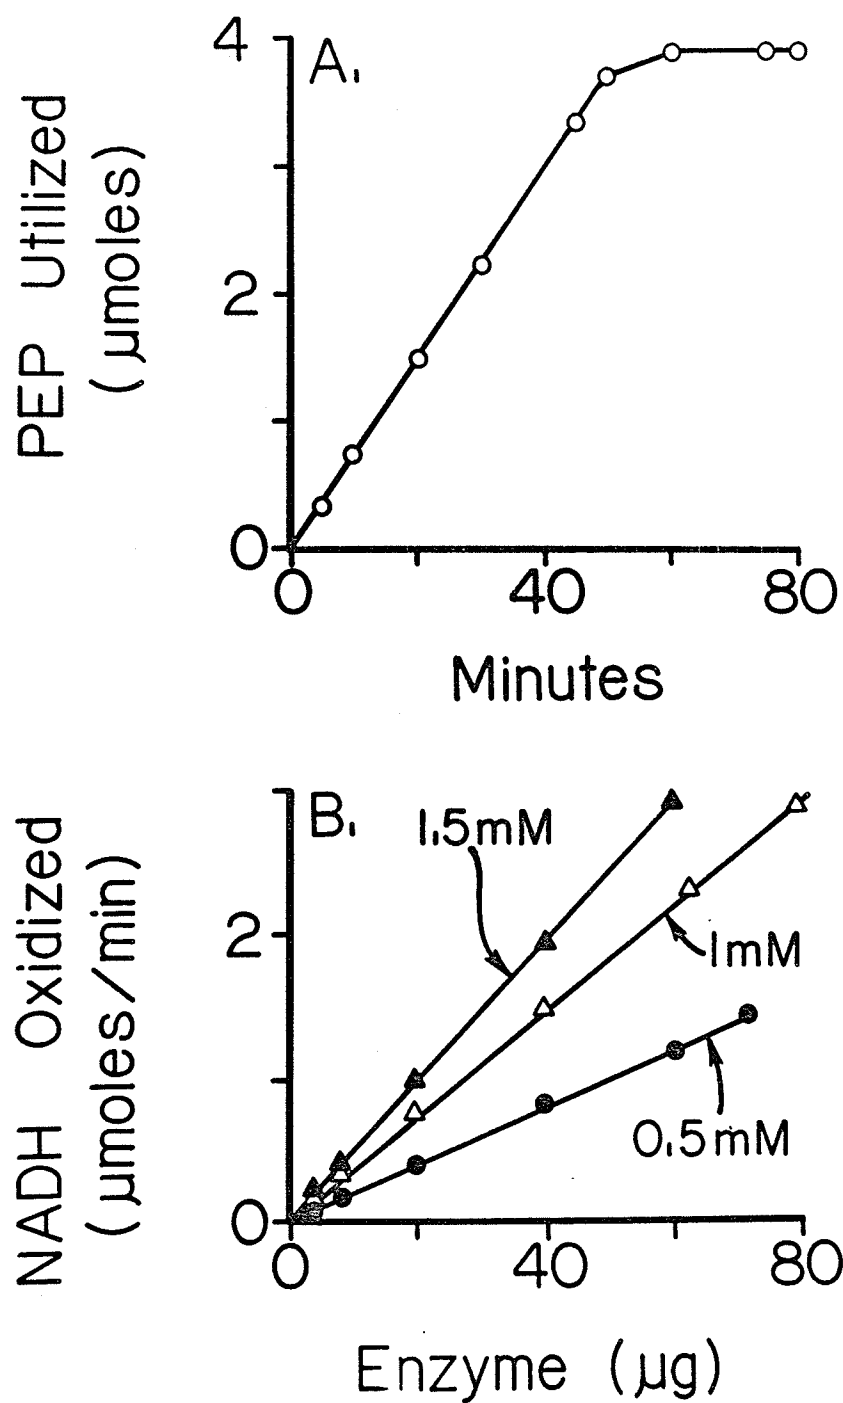 A.
PEP Utilized
(μmoles)
4
2
0
0 40 80
Minutes
B.
NADH Oxidized
(μmoles/min)
2
0
1.5mM
1mM
0.5mM
0 40 80
Enzyme (μg)